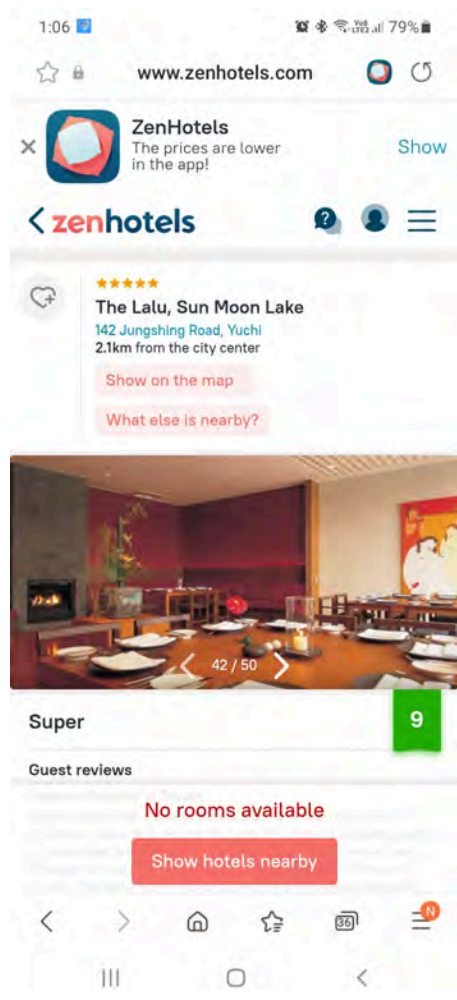 1:06
VoB
LTE2
79%
www.zenhotels.com
ZenHotels
The prices are lower
in the app!
Show
zenhotels
?
The Lalu, Sun Moon Lake
142 Jungshing Road, Yuchi
2.1km from the city center
Show on the map
What else is nearby?
42 / 50
Super
9
Guest reviews
No rooms available
Show hotels nearby
36
N